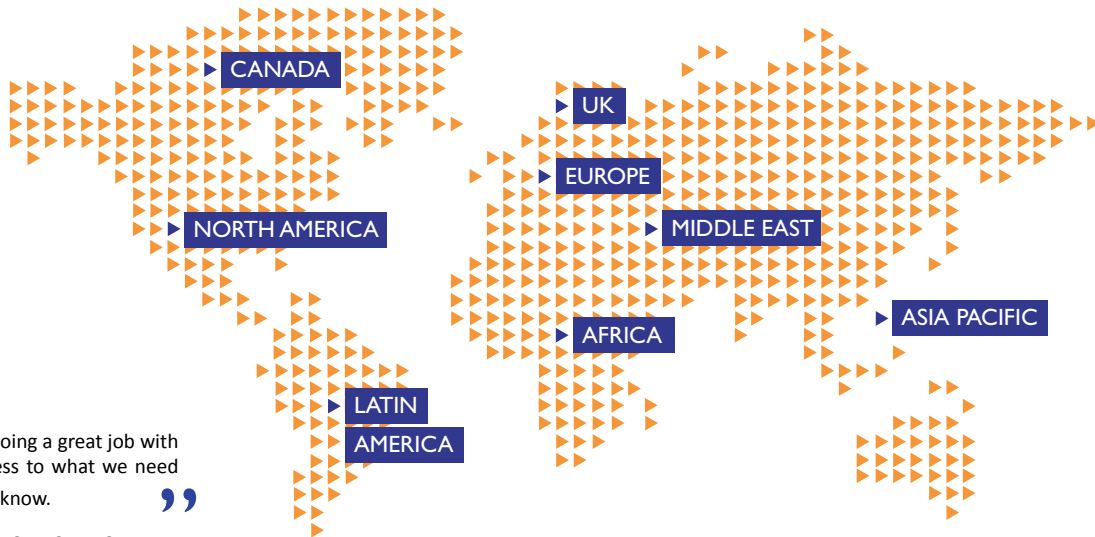 CANADA
UK
EUROPE
NORTH AMERICA
MIDDLE EAST
ASIA PACIFIC
AFRICA
LATIN
AMERICA
oing a great job with
ess to what we need
know.
”